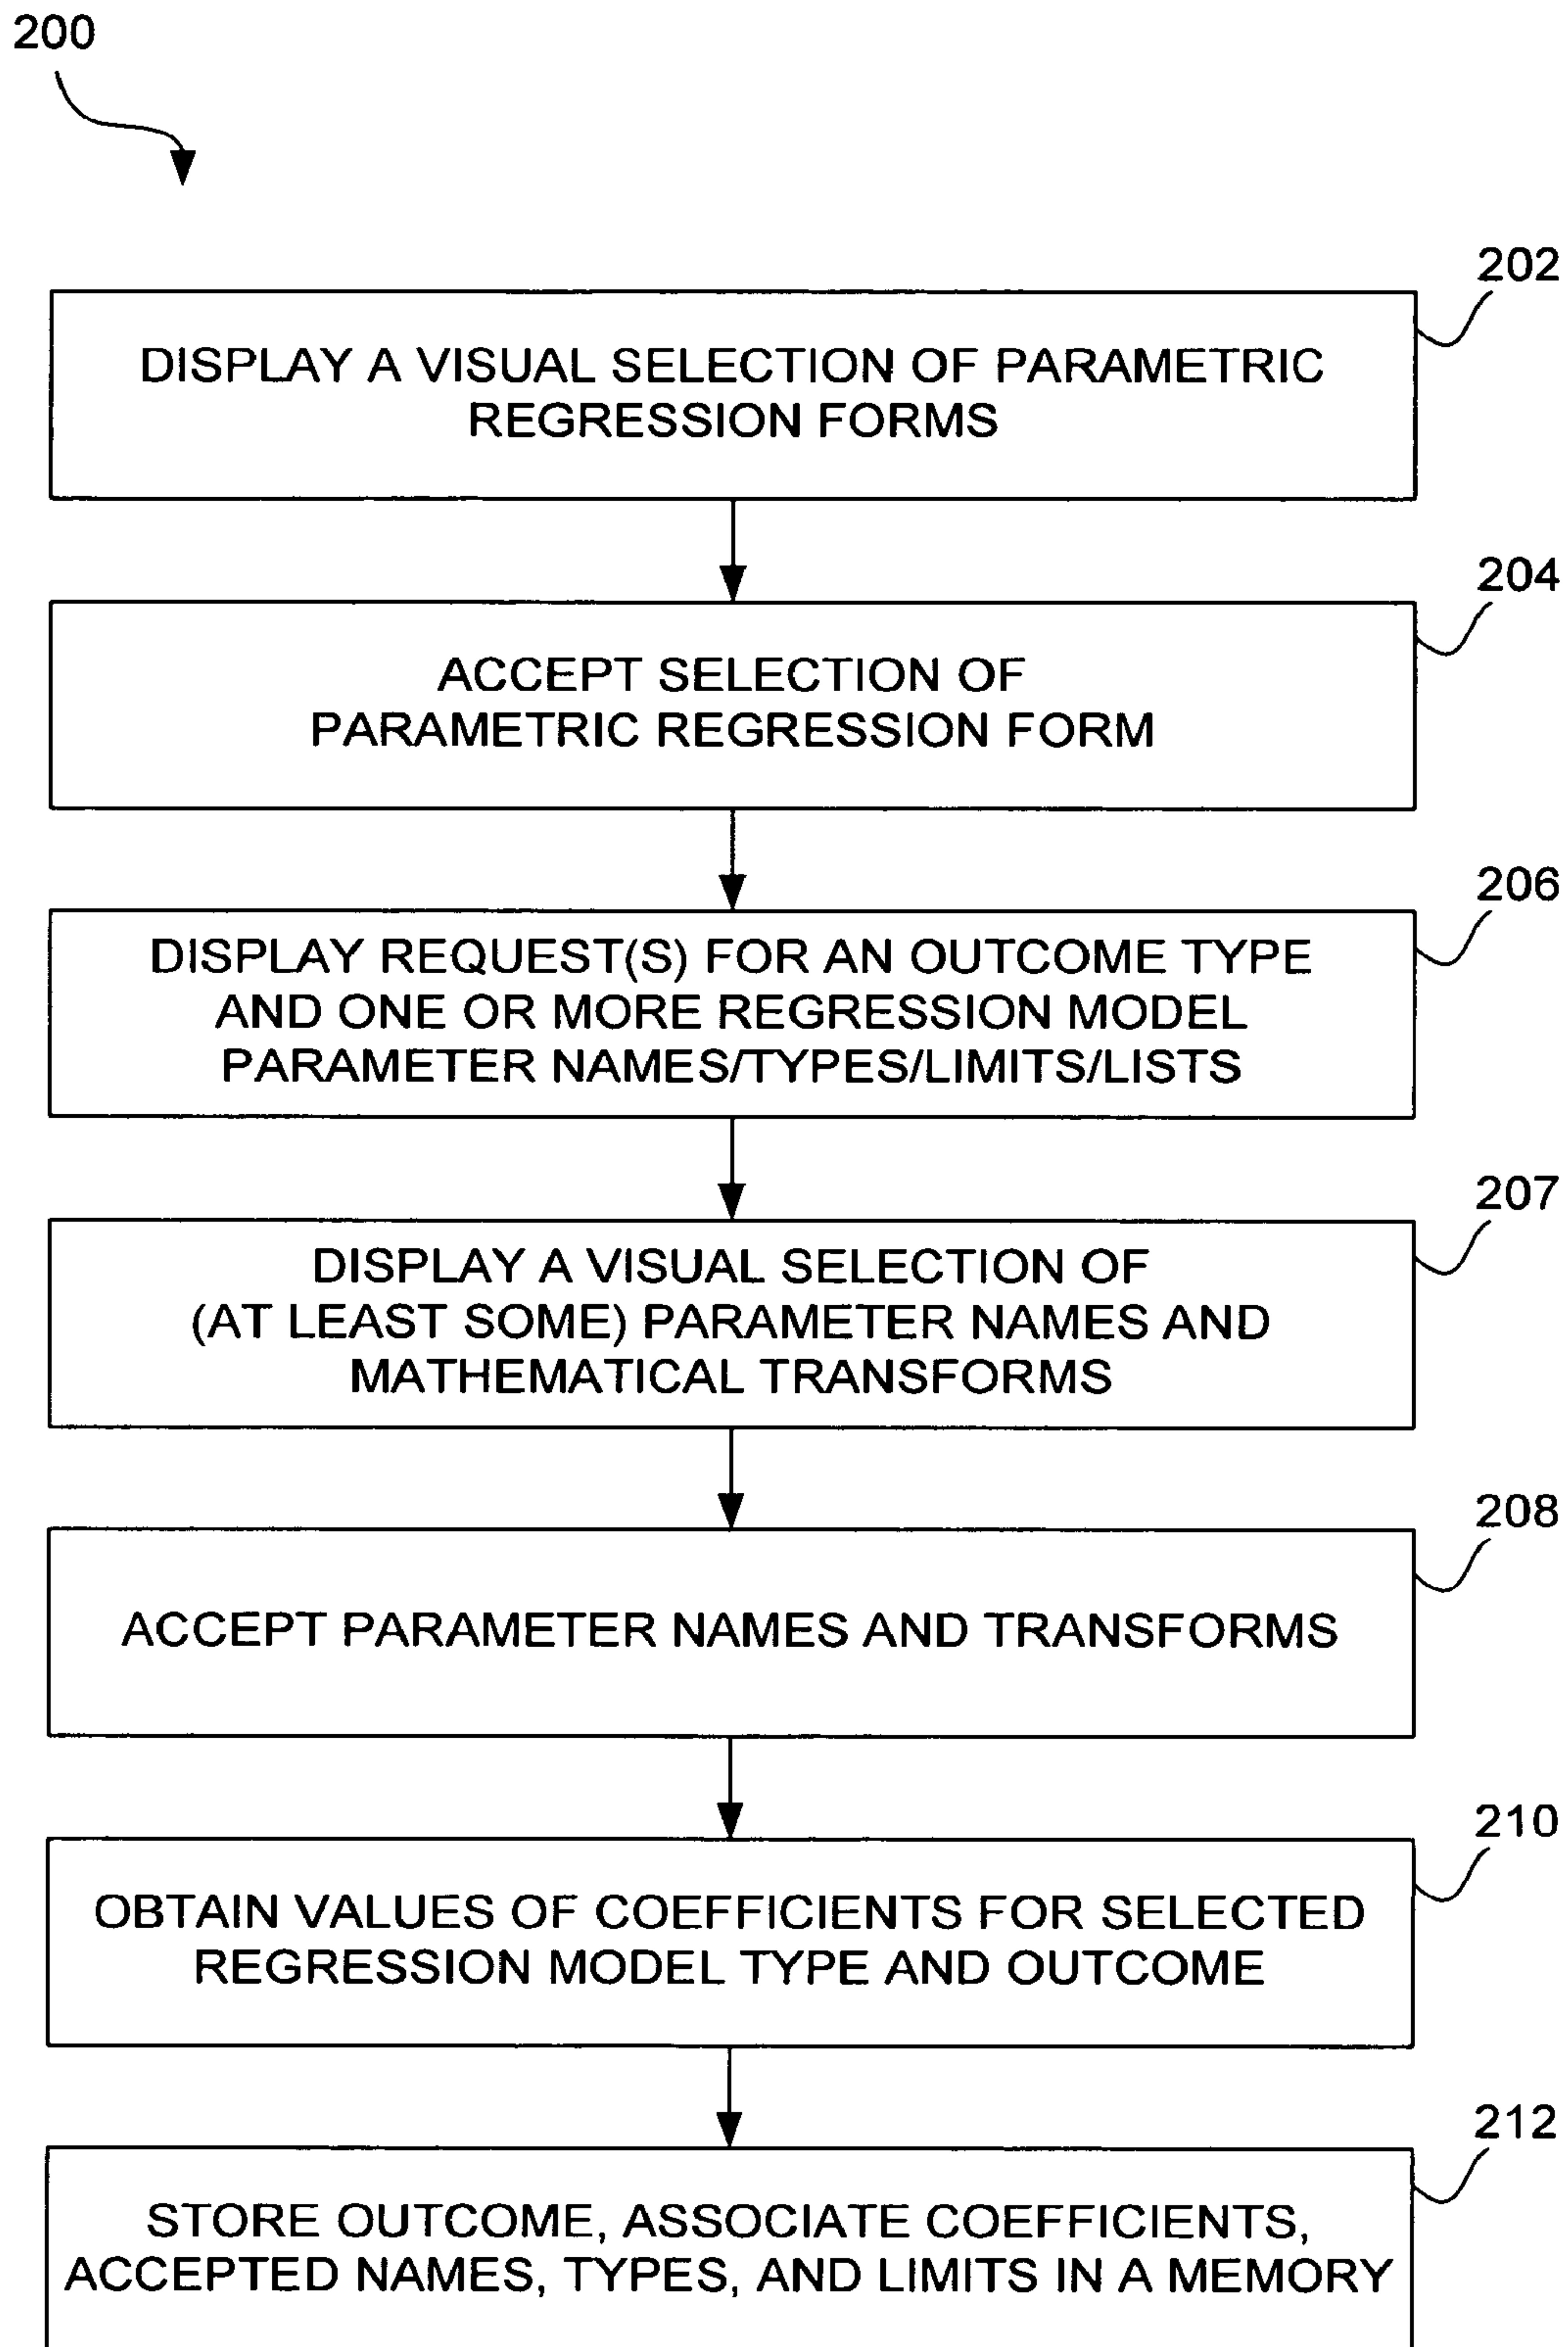 200
202
DISPLAY A VISUAL SELECTION OF PARAMETRIC
REGRESSION FORMS
204
ACCEPT SELECTION OF
PARAMETRIC REGRESSION FORM
206
DISPLAY REQUEST(S) FOR AN OUTCOME TYPE
AND ONE OR MORE REGRESSION MODEL
PARAMETER NAMES/TYPES/LIMITS/LISTS
207
DISPLAY A VISUAL SELECTION OF
(AT LEAST SOME) PARAMETER NAMES AND
MATHEMATICAL TRANSFORMS
208
ACCEPT PARAMETER NAMES AND TRANSFORMS
210
OBTAIN VALUES OF COEFFICIENTS FOR SELECTED
REGRESSION MODEL TYPE AND OUTCOME
212
STORE OUTCOME, ASSOCIATE COEFFICIENTS,
ACCEPTED NAMES, TYPES, AND LIMITS IN A MEMORY